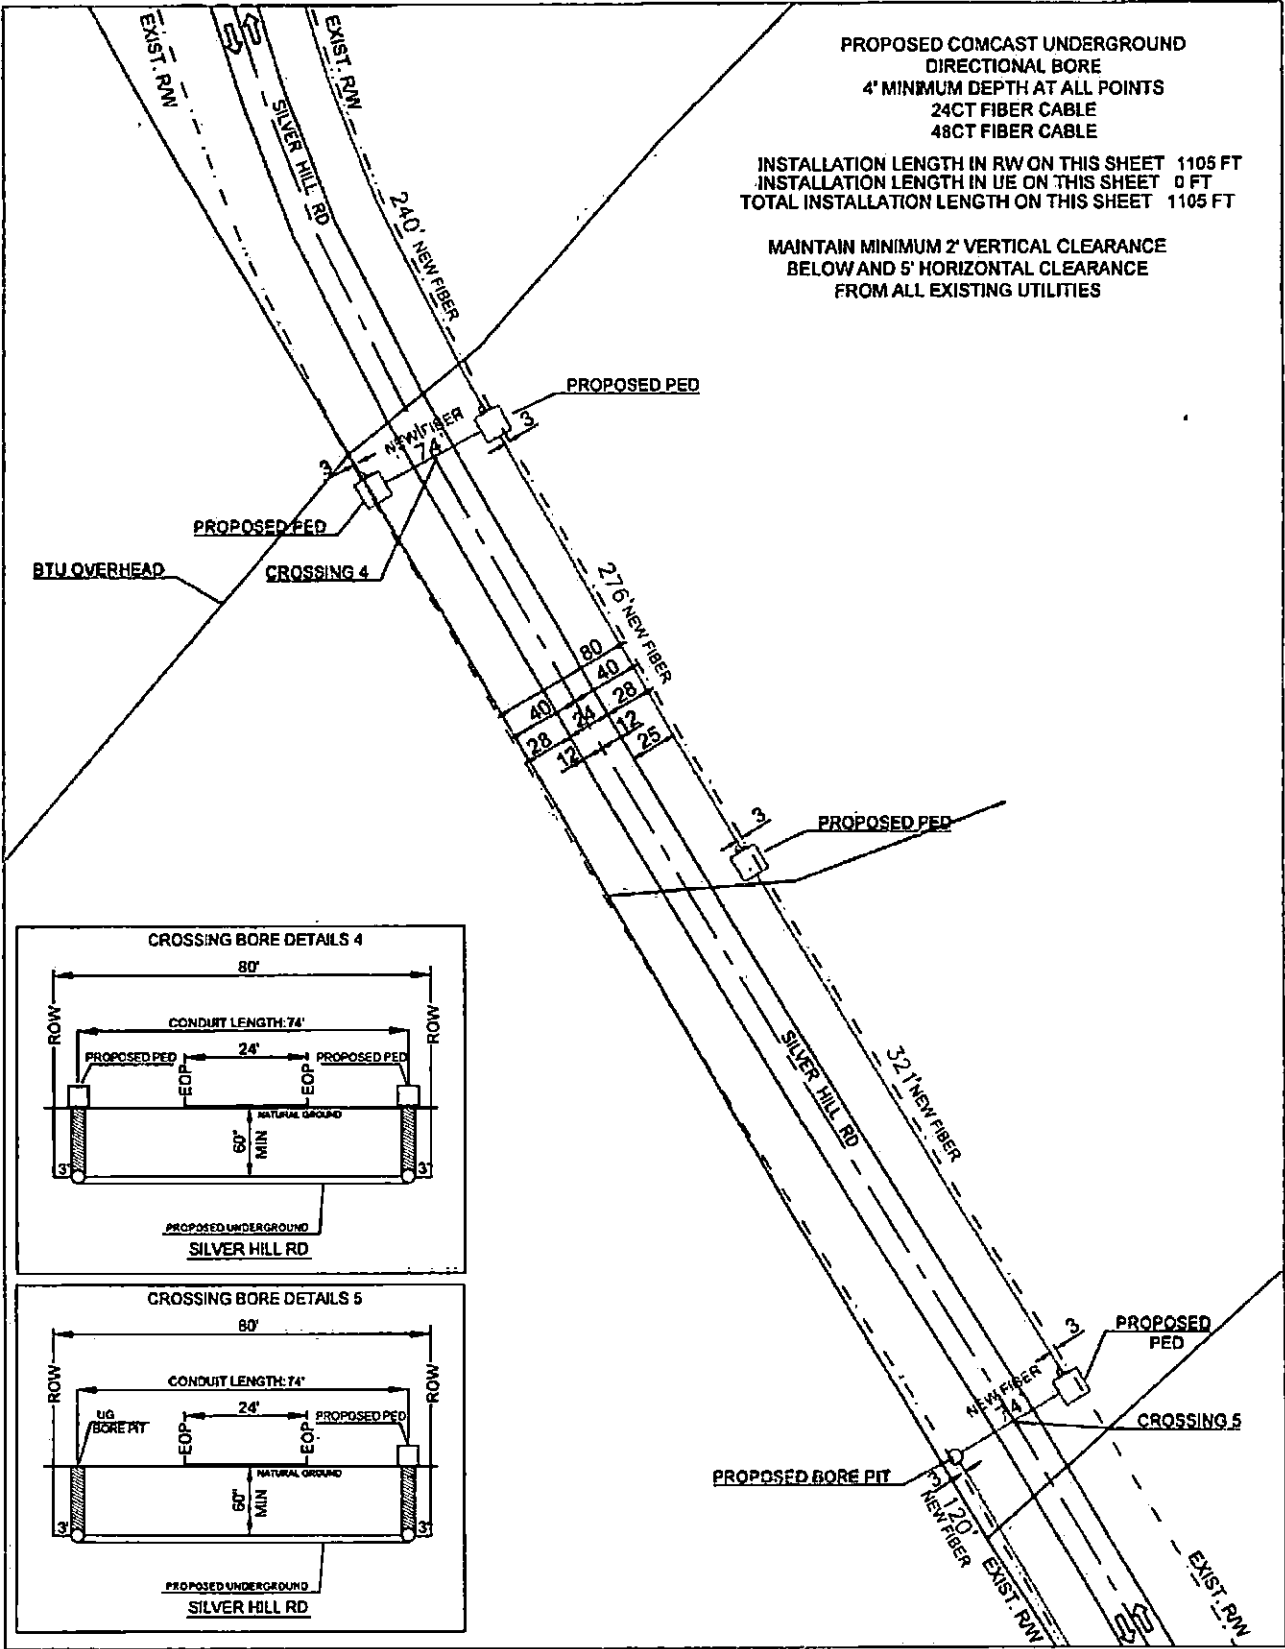 PROPOSED COMCAST UNDERGROUND
DIRECTIONAL BORE
4' MINIMUM DEPTH AT ALL POINTS
24CT FIBER CABLE
48CT FIBER CABLE
INSTALLATION LENGTH IN RW ON THIS SHEET 1105 FT
INSTALLATION LENGTH IN UE ON THIS SHEET 0 FT
TOTAL INSTALLATION LENGTH ON THIS SHEET 1105 FT
MAINTAIN MINIMUM 2' VERTICAL CLEARANCE
BELOW AND 5' HORIZONTAL CLEARANCE
FROM ALL EXISTING UTILITIES
EXIST. R/W
EXIST. R/W
SILVER HILL RD
240' NEW FIBER
PROPOSED PED
3
NEW FIBER
74'
3
PROPOSED PED
BTU OVERHEAD
CROSSING 4
276' NEW FIBER
80
40
40
28
24
28
12
12
25
3
PROPOSED PED
SILVER HILL RD
321' NEW FIBER
3
PROPOSED
PED
NEW FIBER
74
CROSSING 5
PROPOSED BORE PIT
3
120'
NEW FIBER
EXIST. R/W
EXIST. R/W
CROSSING BORE DETAILS 4
80'
ROW
ROW
CONDUIT LENGTH:74'
PROPOSED PED
24'
PROPOSED PED
EOP
EOP
NATURAL GROUND
60"
MIN
3'
3'
PROPOSED UNDERGROUND
SILVER HILL RD
CROSSING BORE DETAILS 5
80'
ROW
ROW
CONDUIT LENGTH:74'
UG
BORE PIT
24'
PROPOSED PED
EOP
EOP
NATURAL GROUND
60"
MIN
3'
3'
PROPOSED UNDERGROUND
SILVER HILL RD